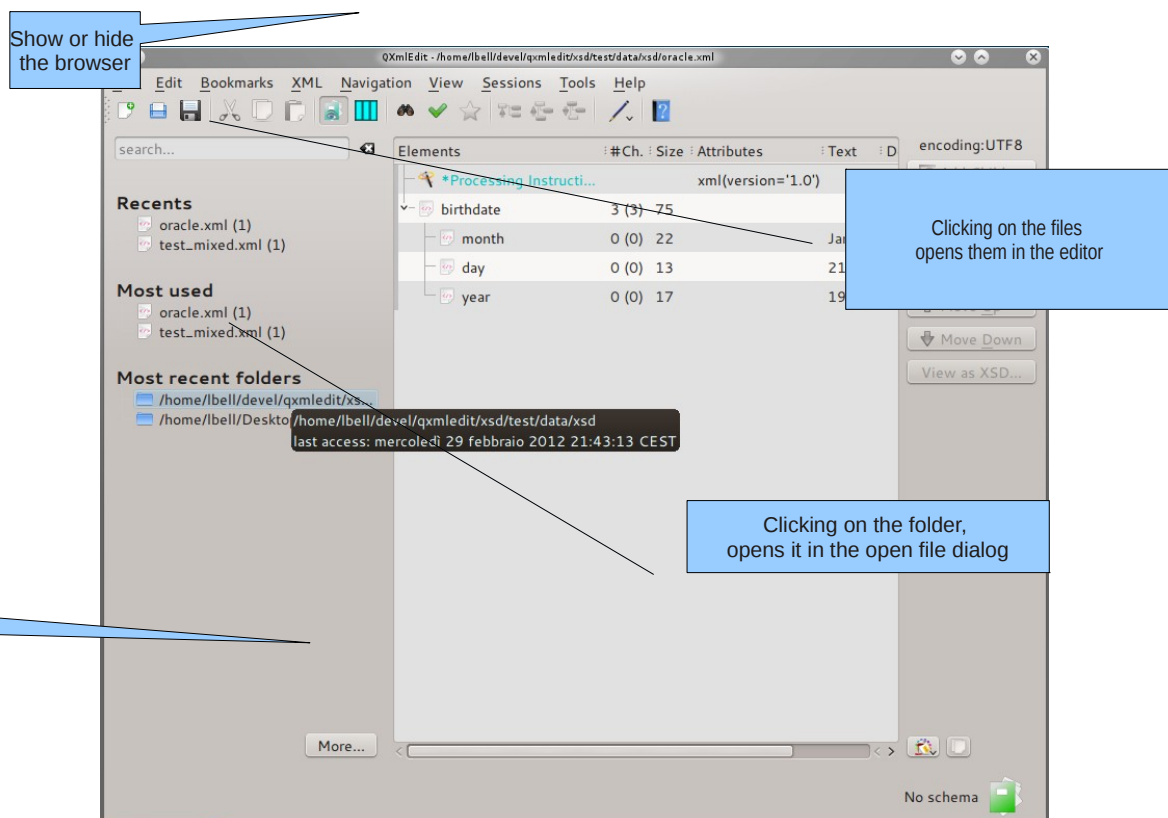 Show or hide
the browser
QXmlEdit - /home/lbell/devel/qxmledit/xsd/test/data/xsd/oracle.xml
Edit Bookmarks XML Navigation View Sessions Tools Help
search...
Recents
oracle.xml (1)
test_mixed.xml (1)
Most used
oracle.xml (1)
test_mixed.xml (1)
Most recent folders
/home/lbell/devel/qxmledit/xs...
/home/lbell/Deskto
/home/lbell/devel/qxmledit/xsd/test/data/xsd
last access: mercoledì 29 febbraio 2012 21:43:13 CEST
More...
Elements #Ch. Size Attributes Text D
*Processing Instructi... xml(version='1.0')
birthdate 3 (3) 75
month 0 (0) 22 Jar
day 0 (0) 13 21
year 0 (0) 17 19
encoding:UTF8
Clicking on the files
opens them in the editor
Move Down
View as XSD...
Clicking on the folder,
opens it in the open file dialog
No schema